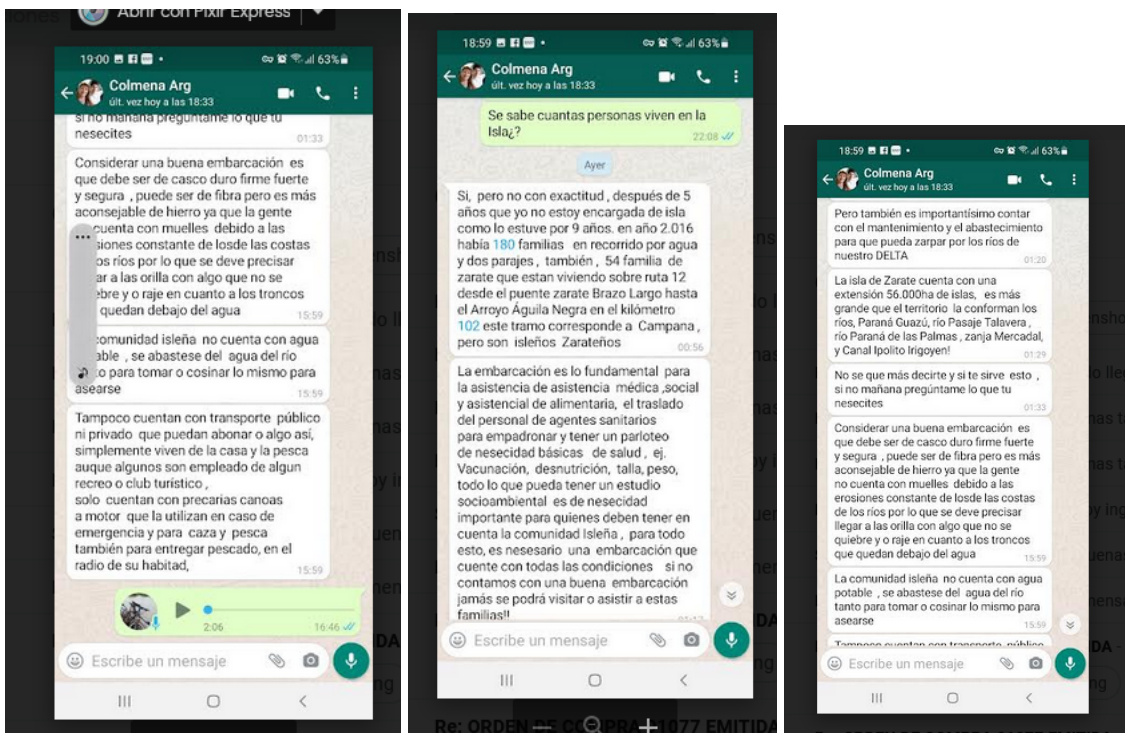 Abrir con Pixlr Express
19:00
63%
Colmena Arg
últ. vez hoy a las 18:33
si no mañana pregúntame lo que tu
nesecites
01:33
Considerar una buena embarcación es
que debe ser de casco duro firme fuerte
y segura , puede ser de fibra pero es más
aconsejable de hierro ya que la gente
cuenta con muelles debido a las
siones constante de losde las costas
os ríos por lo que se deve precisar
ar a las orilla con algo que no se
ebre y o raje en cuanto a los troncos
quedan debajo del agua
15:59
comunidad isleña no cuenta con agua
able , se abastese del agua del río
to para tomar o cosinar lo mismo para
asearse
15:59
Tampoco cuentan con transporte público
ni privado que puedan abonar o algo así,
simplemente viven de la casa y la pesca
auque algunos son empleado de algun
recreo o club turístico ,
solo cuentan con precarias canoas
a motor que la utilizan en caso de
emergencia y para caza y pesca
también para entregar pescado, en el
radio de su habitad,
15:59
2:06
16:46
Escribe un mensaje
18:59
63%
Colmena Arg
últ. vez hoy a las 18:33
Se sabe cuantas personas viven en la
Isla¿?
22:08
Ayer
Si, pero no con exactitud , después de 5
años que yo no estoy encargada de isla
como lo estuve por 9 años. en año 2.016
había 180 familias en recorrido por agua
y dos parajes , también , 54 familia de
zarate que estan viviendo sobre ruta 12
desde el puente zarate Brazo Largo hasta
el Arroyo Águila Negra en el kilómetro
102 este tramo corresponde a Campana ,
pero son isleños Zarateños
00:56
La embarcación es lo fundamental para
la asistencia de asistencia médica ,social
y asistencial de alimentaria, el traslado
del personal de agentes sanitarios
para empadronar y tener un parloteo
de nesecidad básicas de salud , ej.
Vacunación, desnutrición, talla, peso,
todo lo que pueda tener un estudio
socioambiental es de nesecidad
importante para quienes deben tener en
cuenta la comunidad Isleña , para todo
esto, es nesesario una embarcación que
cuente con todas las condiciones si no
contamos con una buena embarcación
jamás se podrá visitar o asistir a estas
familias!!
Escribe un mensaje
Re: ORDEN DE COMPRA 1077 EMITIDA
18:59
63%
Colmena Arg
últ. vez hoy a las 18:33
Pero también es importantísimo contar
con el mantenimiento y el abastecimiento
para que pueda zarpar por los ríos de
nuestro DELTA
01:20
La isla de Zarate cuenta con una
extensión 56.000ha de islas, es más
grande que el territorio la conforman los
ríos, Paraná Guazú, río Pasaje Talavera ,
río Paraná de las Palmas , zanja Mercadal,
y Canal Ipolito Irigoyen!
01:29
No se que más decirte y si te sirve esto ,
si no mañana pregúntame lo que tu
nesecites
01:33
Considerar una buena embarcación es
que debe ser de casco duro firme fuerte
y segura , puede ser de fibra pero es más
aconsejable de hierro ya que la gente
no cuenta con muelles debido a las
erosiones constante de losde las costas
de los ríos por lo que se deve precisar
llegar a las orilla con algo que no se
quiebre y o raje en cuanto a los troncos
que quedan debajo del agua
15:59
La comunidad isleña no cuenta con agua
potable , se abastese del agua del río
tanto para tomar o cosinar lo mismo para
asearse
15:59
Tampoco cuentan con transporte público
Escribe un mensaje